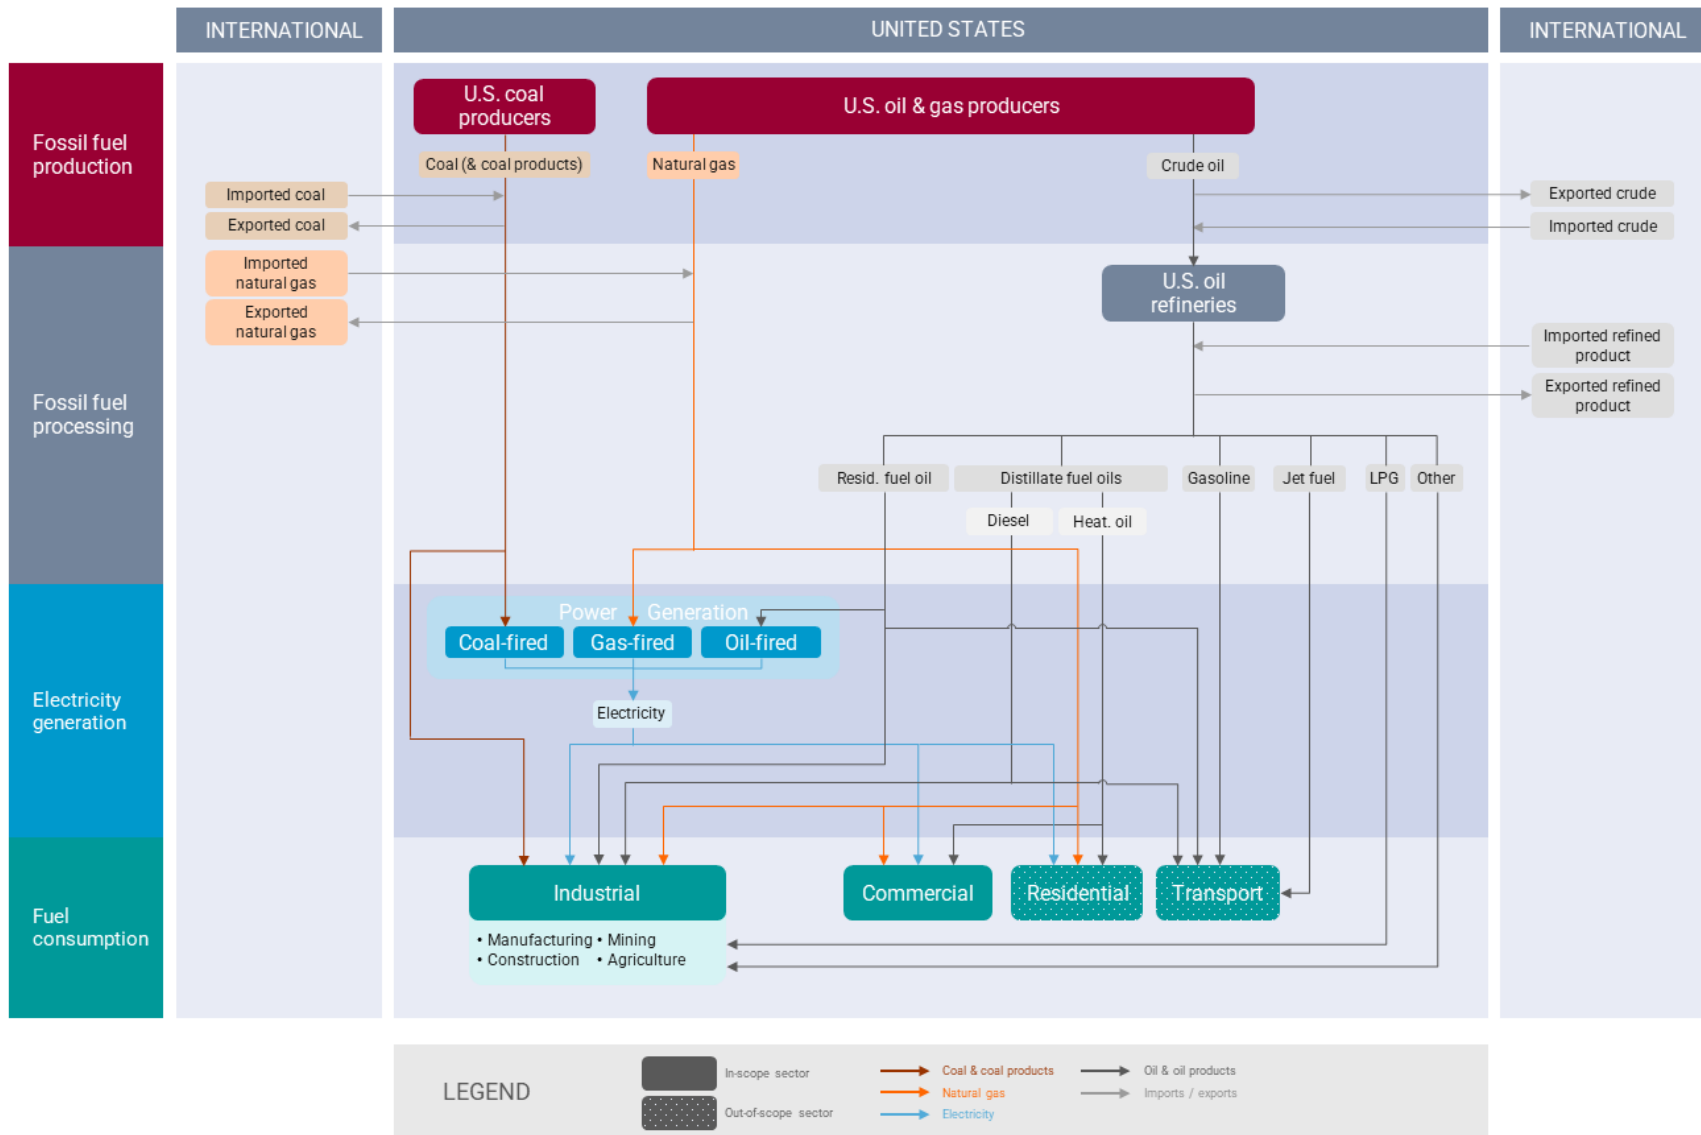 INTERNATIONAL
UNITED STATES
INTERNATIONAL
Fossil fuel
production
U.S. coal
producers
U.S. oil & gas producers
Coal (& coal products)
Natural gas
Crude oil
Imported coal
Exported coal
Exported crude
Imported crude
Fossil fuel
processing
Imported
natural gas
Exported
natural gas
U.S. oil
refineries
Imported refined
product
Exported refined
product
Resid. fuel oil
Distillate fuel oils
Gasoline
Jet fuel
LPG
Other
Diesel
Heat. oil
Electricity
generation
Power Generation
Coal-fired
Gas-fired
Oil-fired
Electricity
Fuel
consumption
Industrial
Commercial
Residential
Transport
• Manufacturing • Mining
• Construction • Agriculture
LEGEND
In-scope sector
Out-of-scope sector
Coal & coal products
Natural gas
Electricity
Oil & oil products
Imports / exports